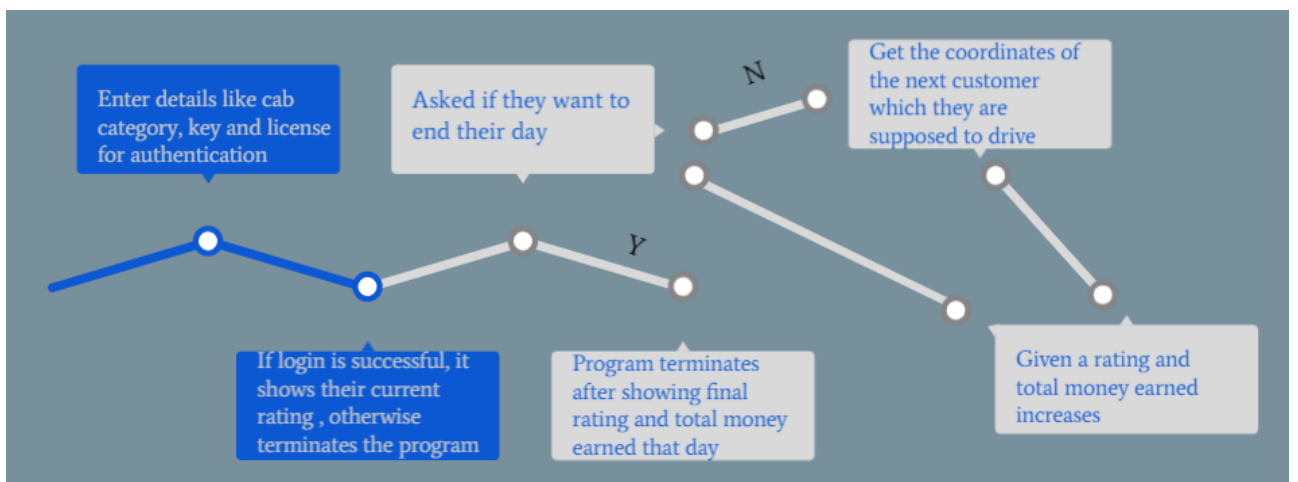 Enter details like cab
category, key and license
for authentication
If login is successful, it
shows their current
rating , otherwise
terminates the program
Asked if they want to
end their day
Y
Program terminates
after showing final
rating and total money
earned that day
N
Get the coordinates of
the next customer
which they are
supposed to drive
Given a rating and
total money earned
increases